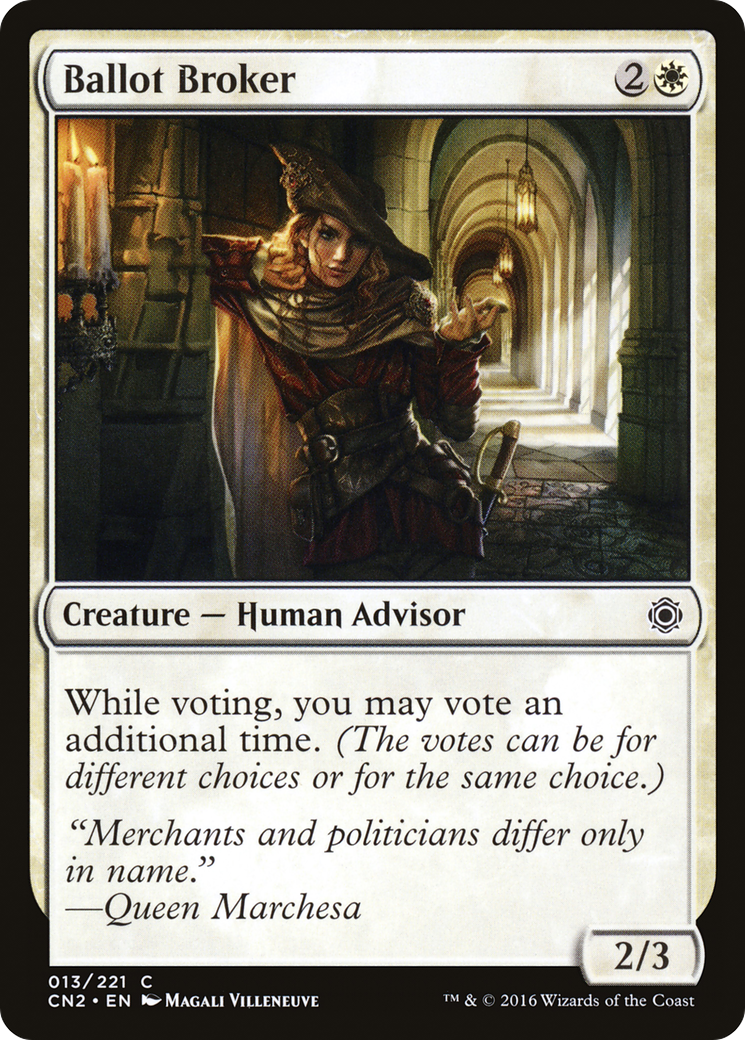 Ballot Broker 2
Creature — Human Advisor
While voting, you may vote an
additional time. (The votes can be for
different choices or for the same choice.)
“Merchants and politicians differ only
in name.”
—Queen Marchesa
2/3
013/221 C
CN2 • EN Magali Villeneuve
™ & © 2016 Wizards of the Coast